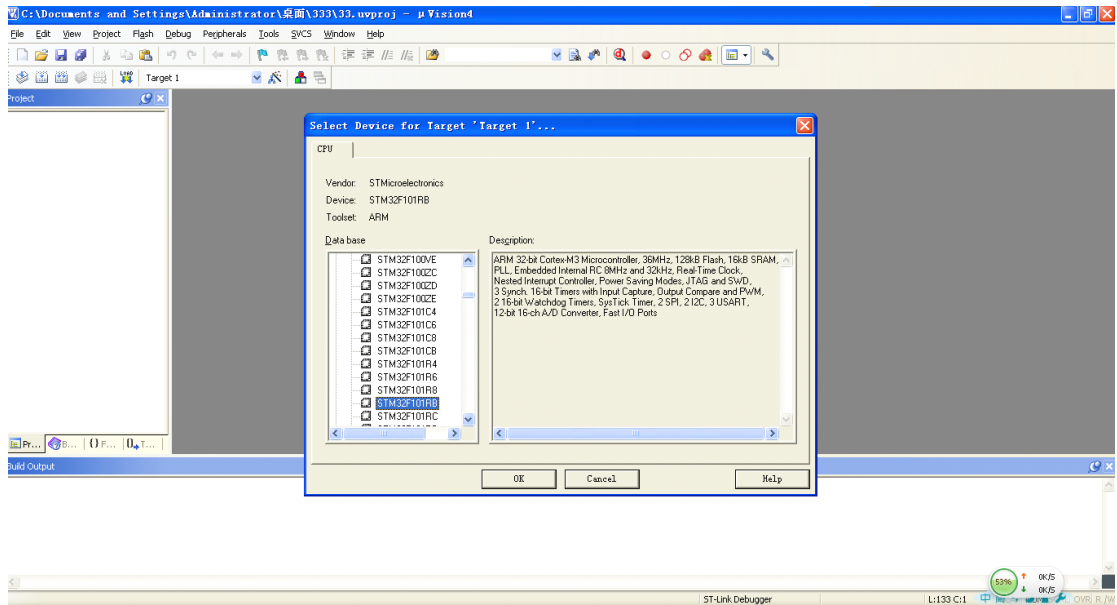 C:\Documents and Settings\Administrator\桌面\333\33.uvproj - µVision4
File Edit View Project Flash Debug Peripherals Tools SVCS Window Help
Target 1
Project
Select Device for Target 'Target 1'...
CPU
Vendor: STMicroelectronics
Device: STM32F101RB
Toolset: ARM
Data base
Description:
STM32F100VE
STM32F100ZC
STM32F100ZD
STM32F100ZE
STM32F101C4
STM32F101C6
STM32F101C8
STM32F101CB
STM32F101R4
STM32F101R6
STM32F101R8
STM32F101RB
STM32F101RC
ARM 32-bit Cortex-M3 Microcontroller, 36MHz, 128kB Flash, 16kB SRAM,
PLL, Embedded Internal RC 8MHz and 32kHz, Real-Time Clock,
Nested Interrupt Controller, Power Saving Modes, JTAG and SWD,
3 Synch. 16-bit Timers with Input Capture, Output Compare and PWM,
2 16-bit Watchdog Timers, SysTick Timer, 2 SPI, 2 I2C, 3 USART,
12-bit 16-ch A/D Converter, Fast I/O Ports
Pr... B... {} F... T...
OK Cancel Help
Build Output
53% 0K/S
0K/S
ST-Link Debugger L:133 C:1 中 OVR R/W